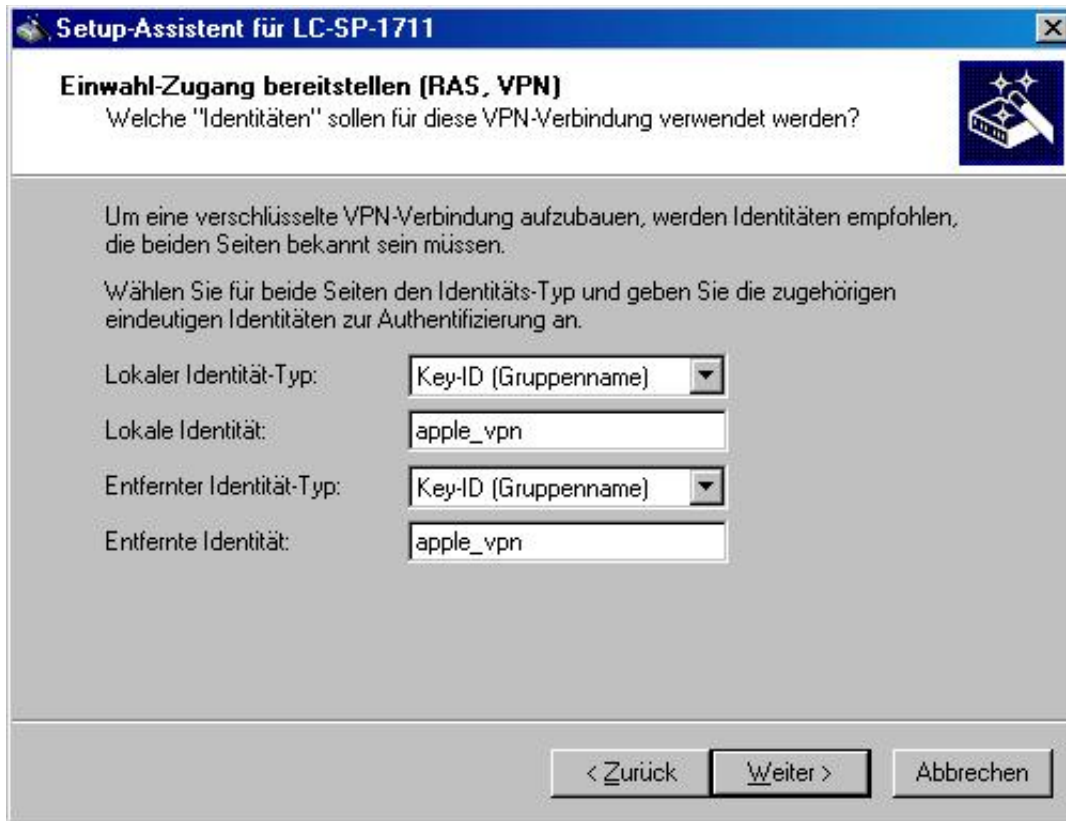 Setup-Assistent für LC-SP-1711
Einwahl-Zugang bereitstellen (RAS, VPN)
Welche "Identitäten" sollen für diese VPN-Verbindung verwendet werden?
Um eine verschlüsselte VPN-Verbindung aufzubauen, werden Identitäten empfohlen,
die beiden Seiten bekannt sein müssen.
Wählen Sie für beide Seiten den Identitäts-Typ und geben Sie die zugehörigen
eindeutigen Identitäten zur Authentifizierung an.
Lokaler Identität-Typ: Key-ID (Gruppenname)
Lokale Identität: apple_vpn
Entfernter Identität-Typ: Key-ID (Gruppenname)
Entfernte Identität: apple_vpn
< Zurück Weiter > Abbrechen